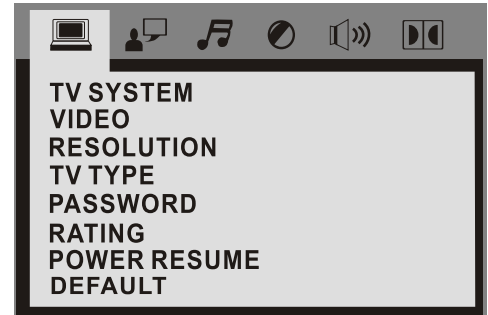 TV SYSTEM
VIDEO
RESOLUTION
TV TYPE
PASSWORD
RATING
POWER RESUME
DEFAULT